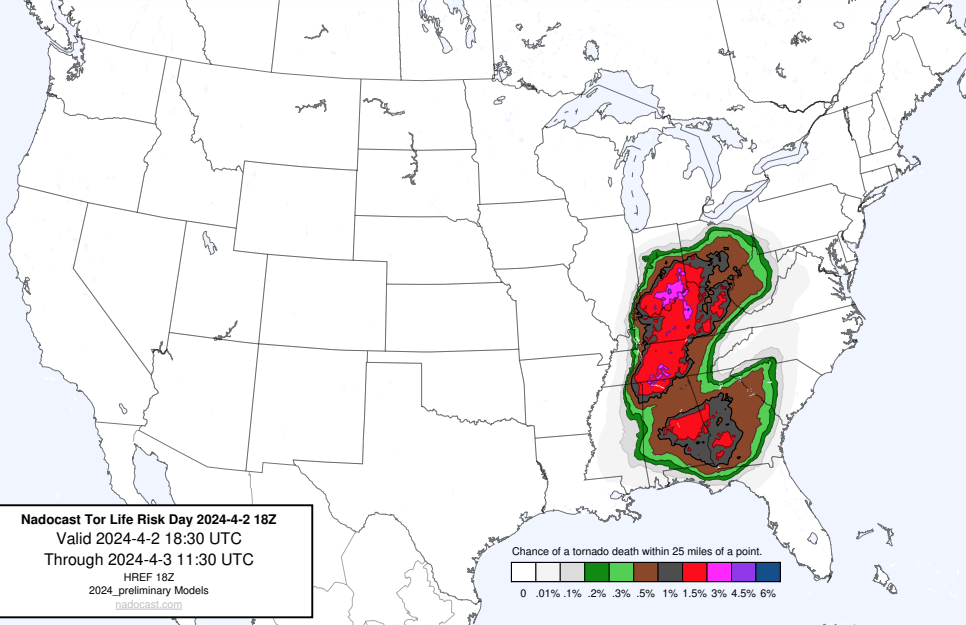 Nadocast Tor Life Risk Day 2024-4-2 18Z
Valid 2024-4-2 18:30 UTC
Through 2024-4-3 11:30 UTC
HREF 18Z
2024_preliminary Models
nadocast.com
Chance of a tornado death within 25 miles of a point.
0 .01% .1% .2% .3% .5% 1% 1.5% 3% 4.5% 6%